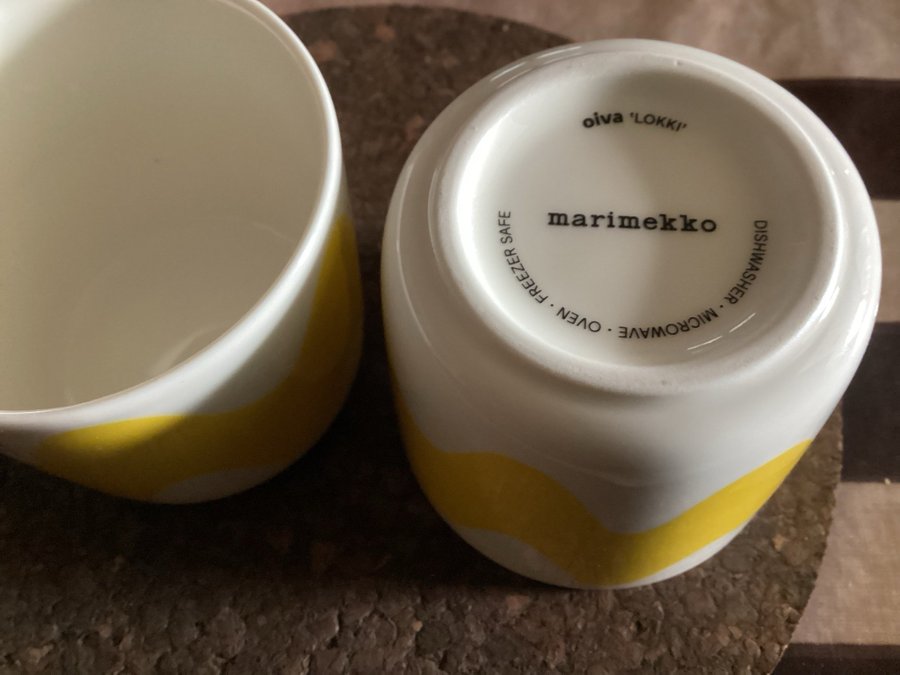 oiva 'LOKKI'
marimekko
DISHWASHER · MICROWAVE · OVEN · FREEZER SAFE